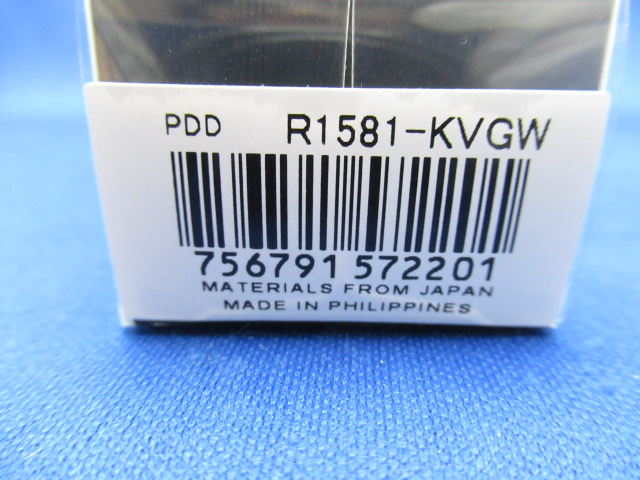 PDD R1581-KVGW
756791 572201
MATERIALS FROM JAPAN
MADE IN PHILIPPINES